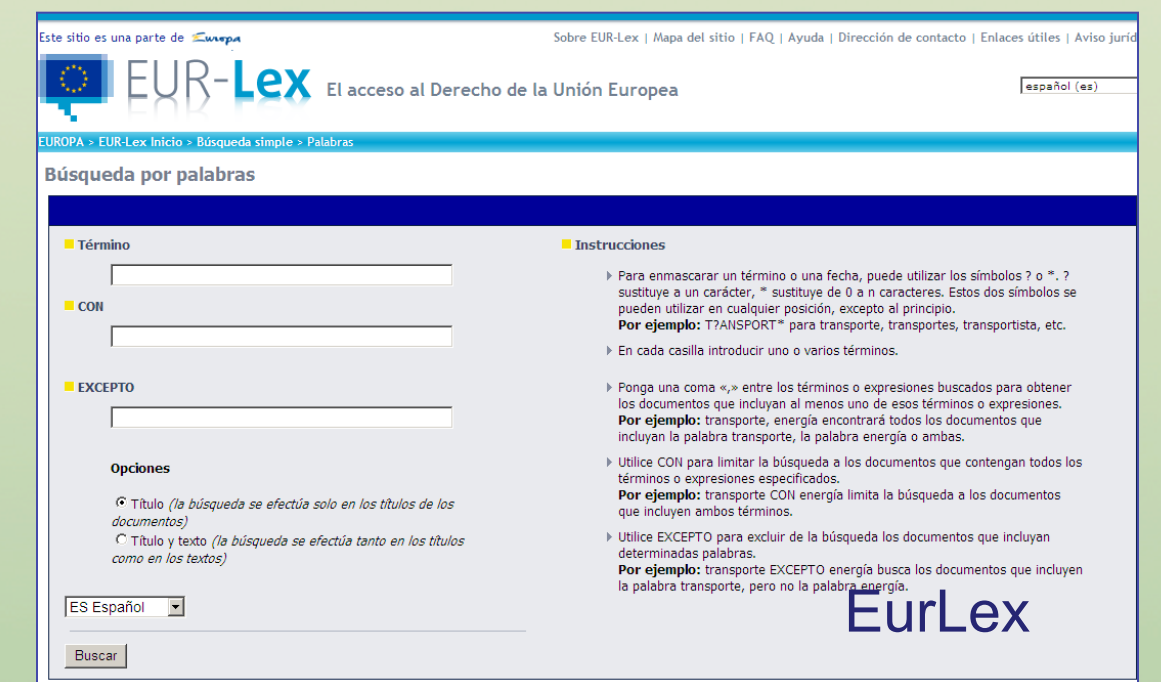 Este sitio es una parte de Europa
Sobre EUR-Lex | Mapa del sitio | FAQ | Ayuda | Dirección de contacto | Enlaces útiles | Aviso juríd
EUR-Lex El acceso al Derecho de la Unión Europea
español (es)
EUROPA > EUR-Lex Inicio > Búsqueda simple > Palabras
Búsqueda por palabras
Término
CON
EXCEPTO
Opciones
Título (la búsqueda se efectúa solo en los títulos de los
documentos)
Título y texto (la búsqueda se efectúa tanto en los títulos
como en los textos)
ES Español
Buscar
Instrucciones
Para enmascarar un término o una fecha, puede utilizar los símbolos ? o *. ?
sustituye a un carácter, * sustituye de 0 a n caracteres. Estos dos símbolos se
pueden utilizar en cualquier posición, excepto al principio.
Por ejemplo: T?ANSPORT* para transporte, transportes, transportista, etc.
En cada casilla introducir uno o varios términos.
Ponga una coma «,» entre los términos o expresiones buscados para obtener
los documentos que incluyan al menos uno de esos términos o expresiones.
Por ejemplo: transporte, energía encontrará todos los documentos que
incluyan la palabra transporte, la palabra energía o ambas.
Utilice CON para limitar la búsqueda a los documentos que contengan todos los
términos o expresiones especificados.
Por ejemplo: transporte CON energía limita la búsqueda a los documentos
que incluyen ambos términos.
Utilice EXCEPTO para excluir de la búsqueda los documentos que incluyan
determinadas palabras.
Por ejemplo: transporte EXCEPTO energía busca los documentos que incluyen
la palabra transporte, pero no la palabra energía.
EurLex